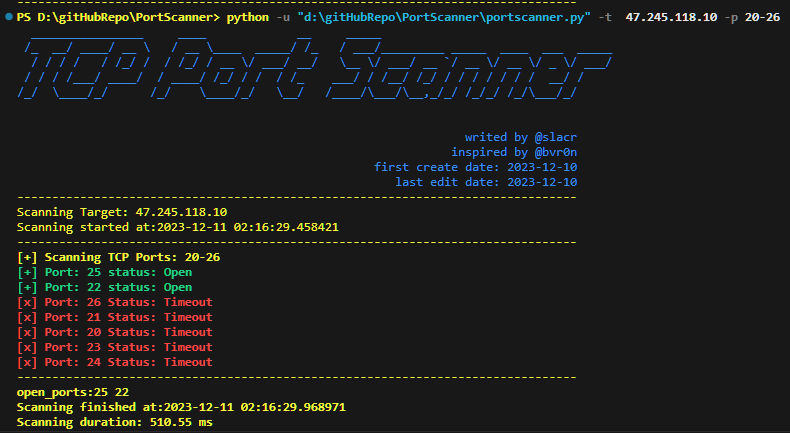 PS D:\gitHubRepo\PortScanner> python -u "d:\gitHubRepo\PortScanner\portscanner.py" -t  47.245.118.10 -p 20-26
TCP Port Scanner
writed by @slacr
inspired by @bvr0n
first create date: 2023-12-10
last edit date: 2023-12-10
--------------------------------------------------------------------------------
Scanning Target: 47.245.118.10
Scanning started at:2023-12-11 02:16:29.458421
--------------------------------------------------------------------------------
[+] Scanning TCP Ports: 20-26
[+] Port: 25 status: Open
[+] Port: 22 status: Open
[x] Port: 26 Status: Timeout
[x] Port: 21 Status: Timeout
[x] Port: 20 Status: Timeout
[x] Port: 23 Status: Timeout
[x] Port: 24 Status: Timeout
--------------------------------------------------------------------------------
open_ports:25 22
Scanning finished at:2023-12-11 02:16:29.968971
Scanning duration: 510.55 ms